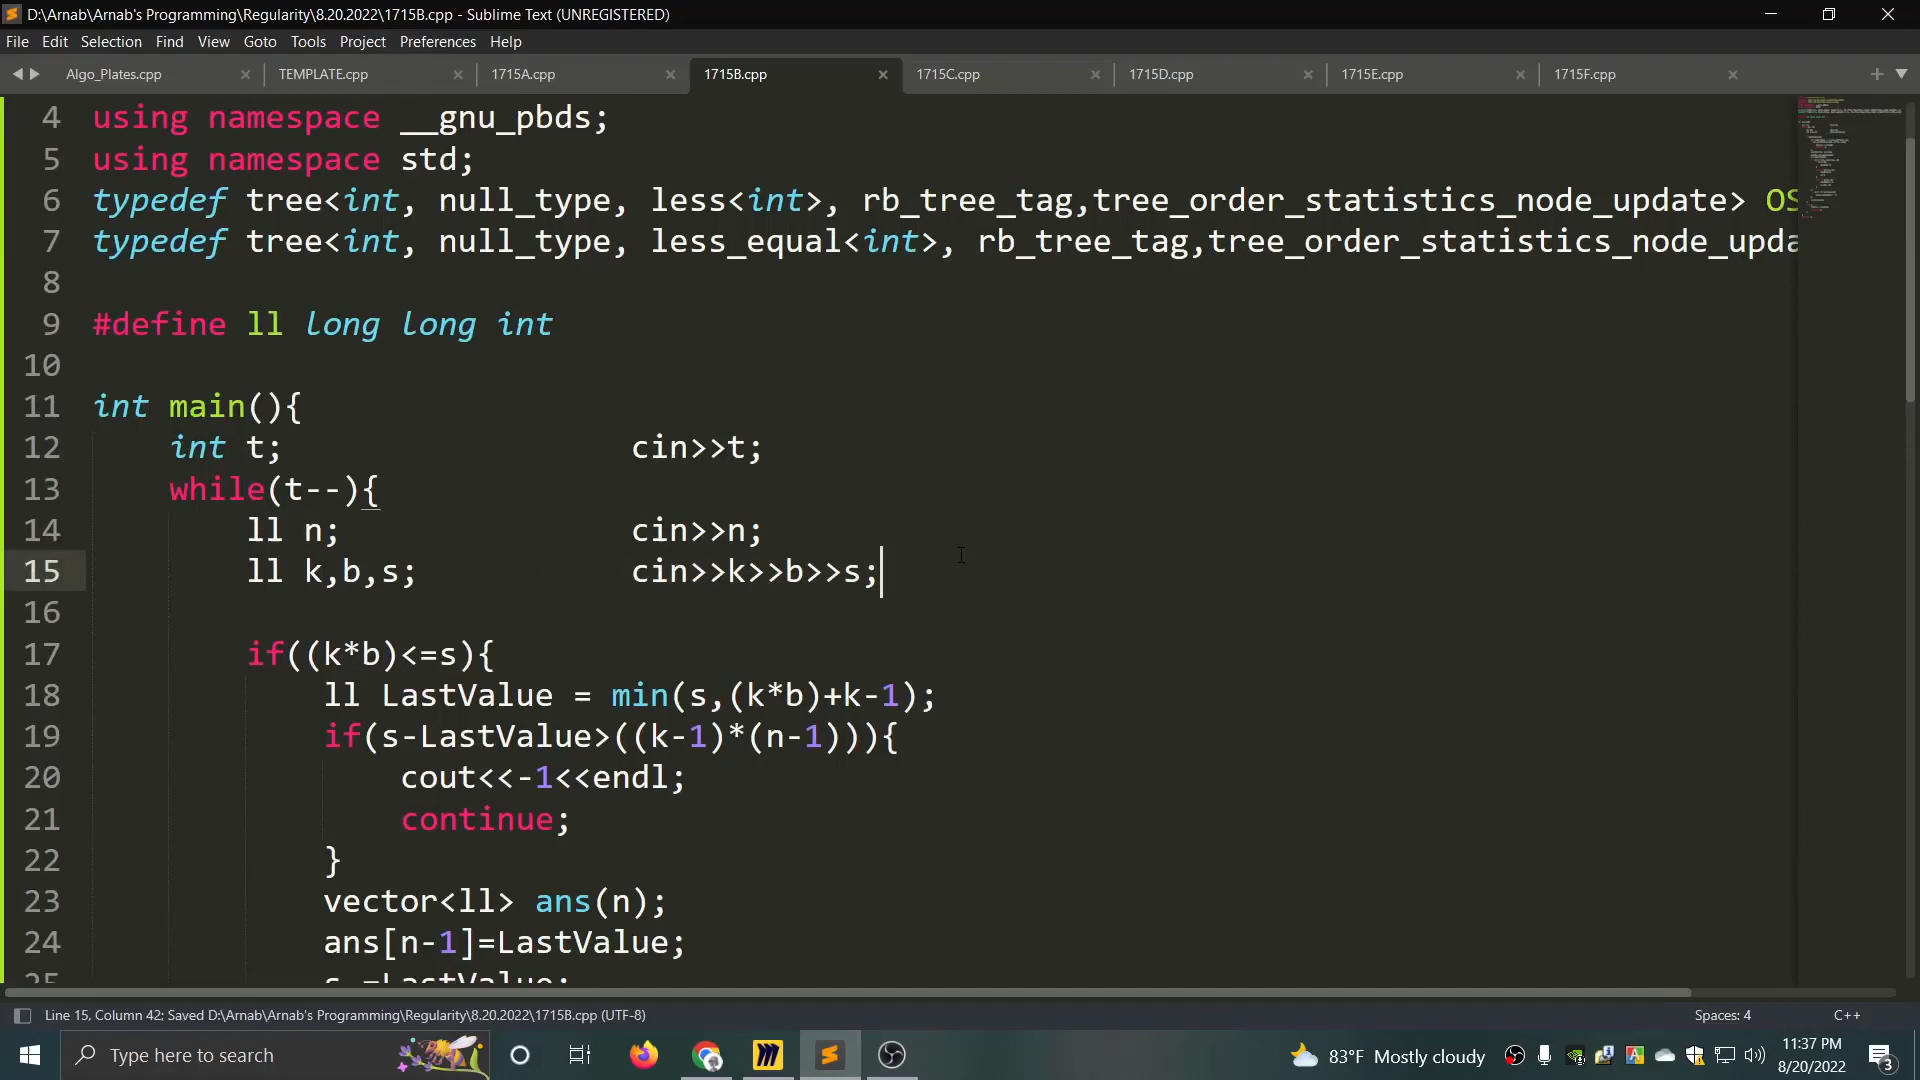 D:\Arnab\Arnab's Programming\Regularity\8.20.2022\1715B.cpp - Sublime Text (UNREGISTERED)
File Edit Selection Find View Goto Tools Project Preferences Help
Algo_Plates.cpp TEMPLATE.cpp 1715A.cpp 1715B.cpp 1715C.cpp 1715D.cpp 1715E.cpp 1715F.cpp
4 using namespace __gnu_pbds;
5 using namespace std;
6 typedef tree<int, null_type, less<int>, rb_tree_tag,tree_order_statistics_node_update> OS
7 typedef tree<int, null_type, less_equal<int>, rb_tree_tag,tree_order_statistics_node_upda
8
9 #define ll long long int
10
11 int main(){
12 int t; cin>>t;
13 while(t--){
14 ll n; cin>>n;
15 ll k,b,s; cin>>k>>b>>s;
16
17 if((k*b)<=s){
18 ll LastValue = min(s,(k*b)+k-1);
19 if(s-LastValue>((k-1)*(n-1))){
20 cout<<-1<<endl;
21 continue;
22 }
23 vector<ll> ans(n);
24 ans[n-1]=LastValue;
Line 15, Column 42; Saved D:\Arnab\Arnab's Programming\Regularity\8.20.2022\1715B.cpp (UTF-8) Spaces: 4 C++
Type here to search 83°F Mostly cloudy 11:37 PM
8/20/2022 3